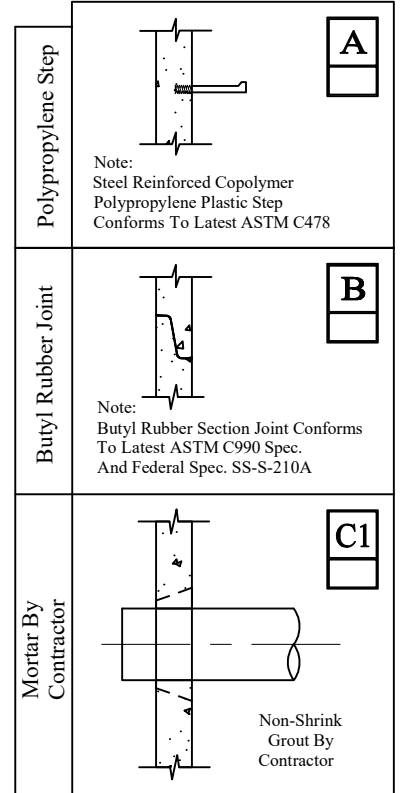 Polypropylene Step
A
Note:
Steel Reinforced Copolymer
Polypropylene Plastic Step
Conforms To Latest ASTM C478
Butyl Rubber Joint
B
Note:
Butyl Rubber Section Joint Conforms
To Latest ASTM C990 Spec.
And Federal Spec. SS-S-210A
Mortar By
Contractor
C1
Non-Shrink
Grout By
Contractor